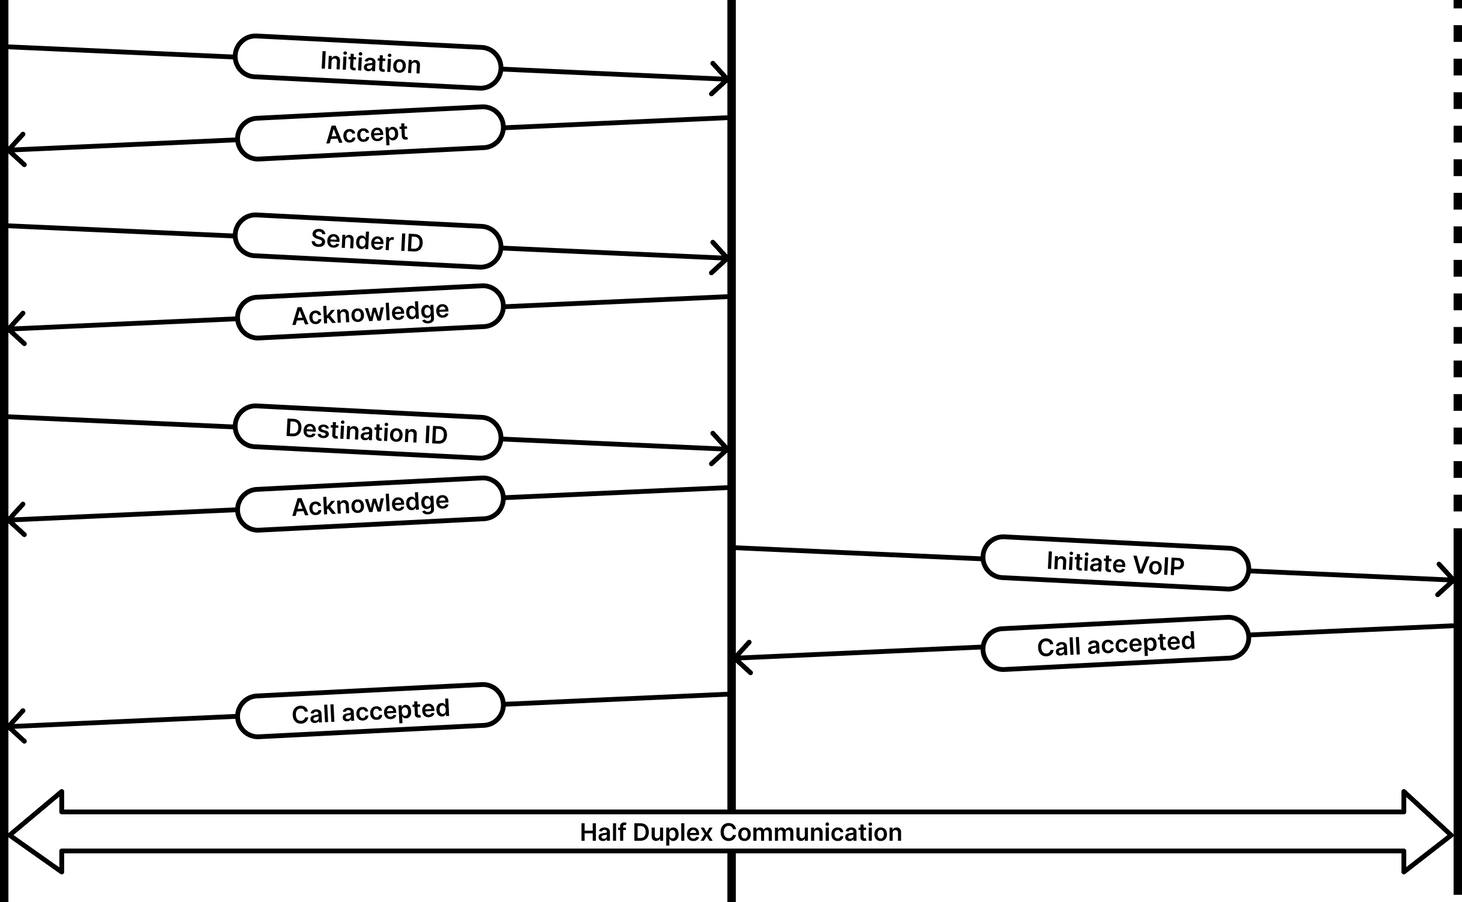 Initiation
Accept
Sender ID
Acknowledge
Destination ID
Acknowledge
Initiate VoIP
Call accepted
Call accepted
Half Duplex Communication